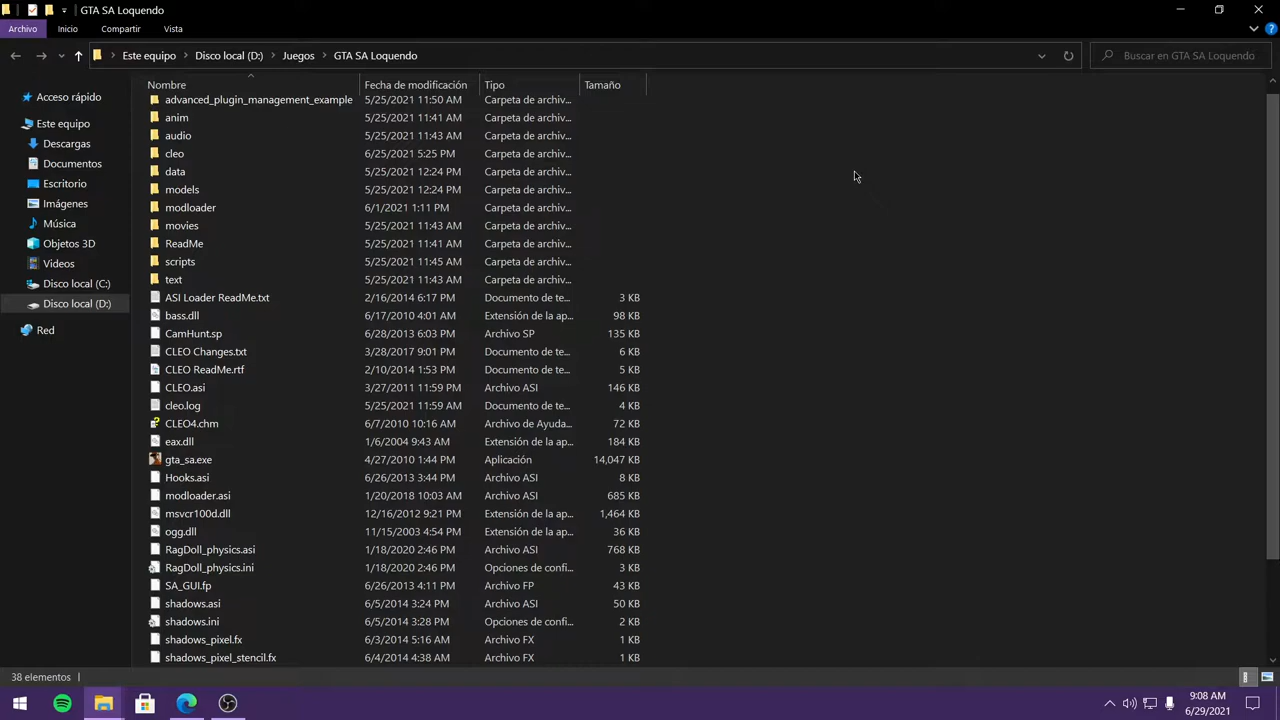 GTA SA Loquendo
Archivo Inicio Compartir Vista
Este equipo Disco local (D:) Juegos GTA SA Loquendo Buscar en GTA SA Loquendo
Nombre Fecha de modificación Tipo Tamaño
Acceso rápido
Este equipo
Descargas
Documentos
Escritorio
Imágenes
Música
Objetos 3D
Videos
Disco local (C:)
Disco local (D:)
Red
advanced_plugin_management_example 5/25/2021 11:50 AM Carpeta de archiv...
anim 5/25/2021 11:41 AM Carpeta de archiv...
audio 5/25/2021 11:43 AM Carpeta de archiv...
cleo 6/25/2021 5:25 PM Carpeta de archiv...
data 5/25/2021 12:24 PM Carpeta de archiv...
models 5/25/2021 12:24 PM Carpeta de archiv...
modloader 6/1/2021 1:11 PM Carpeta de archiv...
movies 5/25/2021 11:43 AM Carpeta de archiv...
ReadMe 5/25/2021 11:41 AM Carpeta de archiv...
scripts 5/25/2021 11:45 AM Carpeta de archiv...
text 5/25/2021 11:43 AM Carpeta de archiv...
ASI Loader ReadMe.txt 2/16/2014 6:17 PM Documento de te... 3 KB
bass.dll 6/17/2010 4:01 AM Extensión de la ap... 98 KB
CamHunt.sp 6/28/2013 6:03 PM Archivo SP 135 KB
CLEO Changes.txt 3/28/2017 9:01 PM Documento de te... 6 KB
CLEO ReadMe.rtf 2/10/2014 1:53 PM Documento de te... 5 KB
CLEO.asi 3/27/2011 11:59 PM Archivo ASI 146 KB
cleo.log 5/25/2021 11:59 AM Documento de te... 4 KB
CLEO4.chm 6/7/2010 10:16 AM Archivo de Ayuda... 72 KB
eax.dll 1/6/2004 9:43 AM Extensión de la ap... 184 KB
gta_sa.exe 4/27/2010 1:44 PM Aplicación 14,047 KB
Hooks.asi 6/26/2013 3:44 PM Archivo ASI 8 KB
modloader.asi 1/20/2018 10:03 AM Archivo ASI 685 KB
msvcr100d.dll 12/16/2012 9:21 PM Extensión de la ap... 1,464 KB
ogg.dll 11/15/2003 4:54 PM Extensión de la ap... 36 KB
RagDoll_physics.asi 1/18/2020 2:46 PM Archivo ASI 768 KB
RagDoll_physics.ini 1/18/2020 2:46 PM Opciones de confi... 3 KB
SA_GUI.fp 6/26/2013 4:11 PM Archivo FP 43 KB
shadows.asi 6/5/2014 3:24 PM Archivo ASI 50 KB
shadows.ini 6/5/2014 3:28 PM Opciones de confi... 2 KB
shadows_pixel.fx 6/3/2014 5:16 AM Archivo FX 1 KB
shadows_pixel_stencil.fx 6/4/2014 4:38 AM Archivo FX 1 KB
38 elementos
9:08 AM
6/29/2021